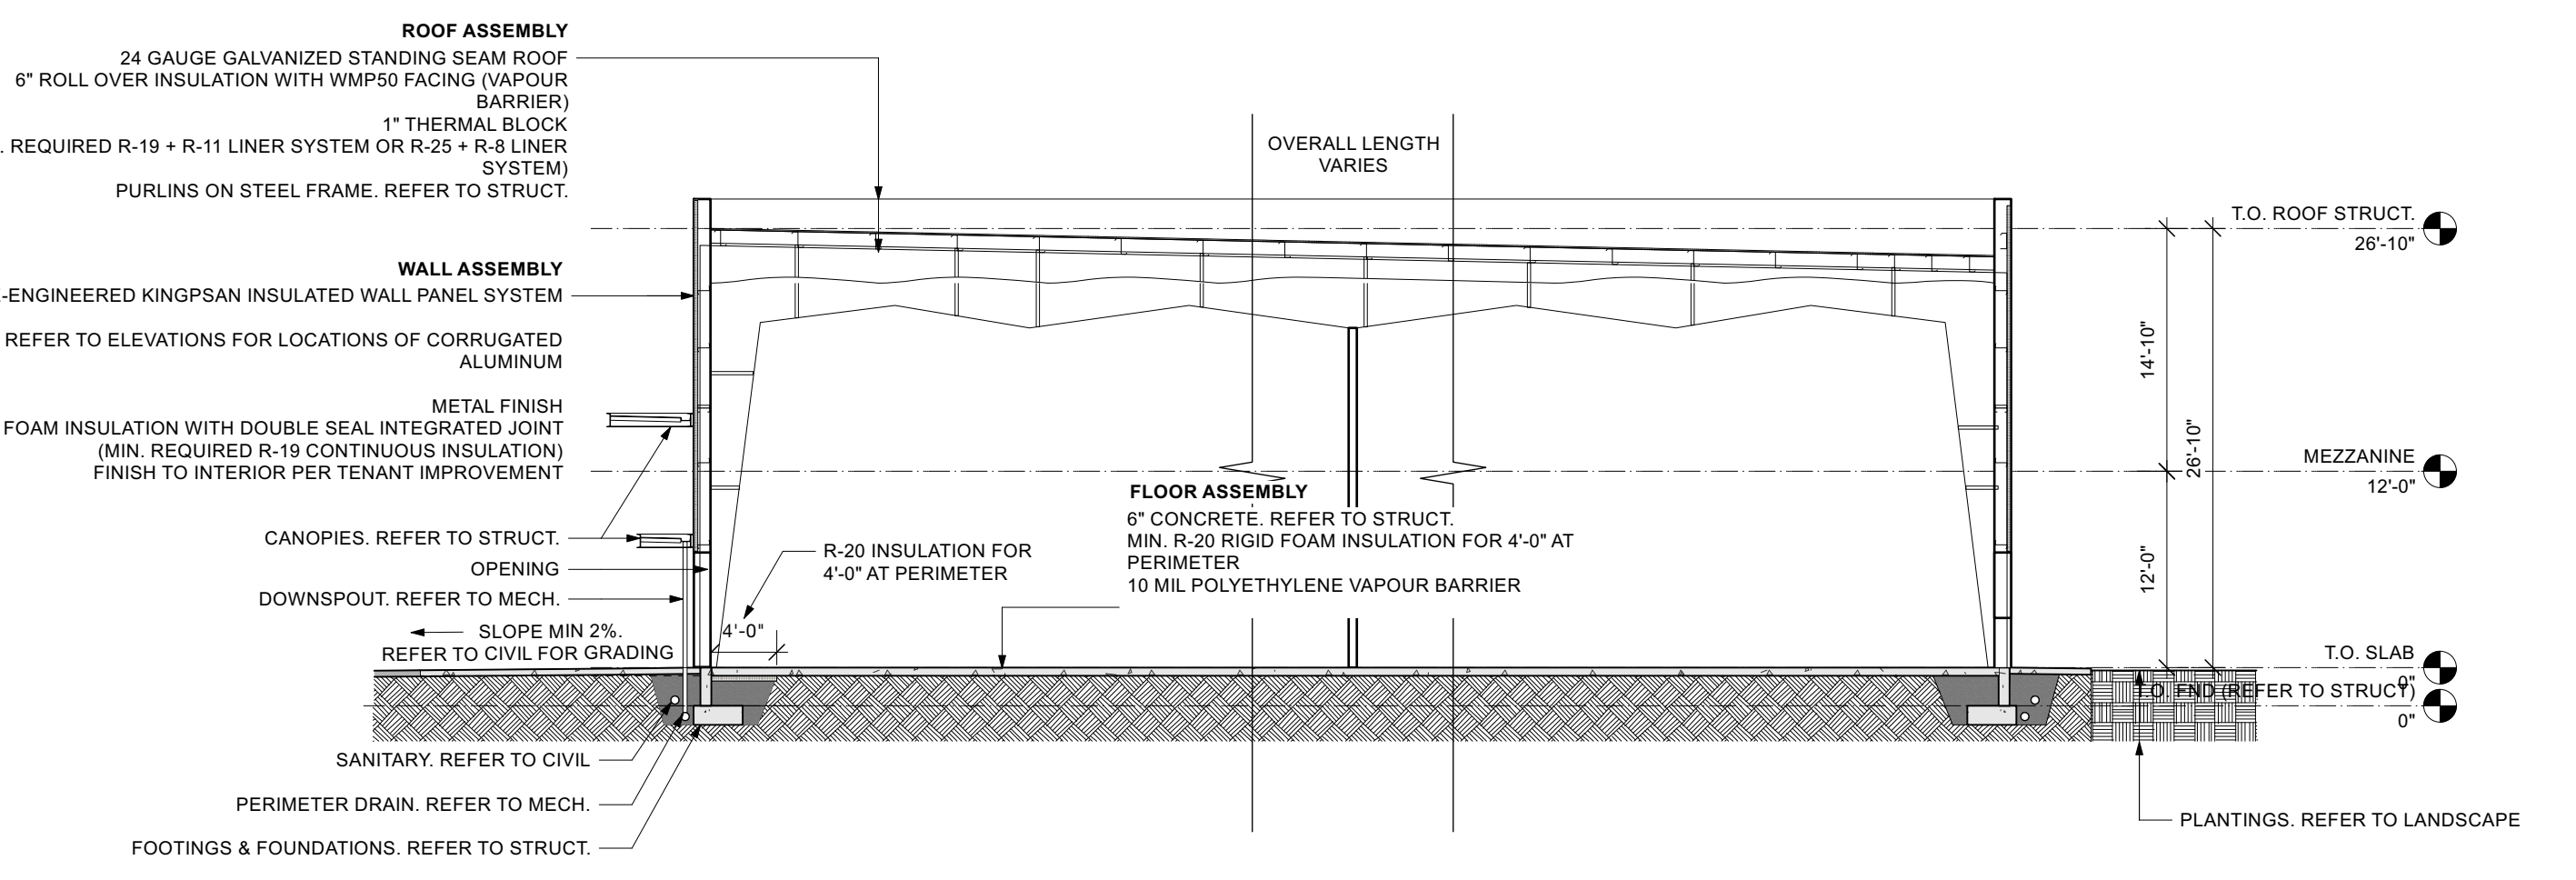 ROOF ASSEMBLY
24 GAUGE GALVANIZED STANDING SEAM ROOF
6" ROLL OVER INSULATION WITH WMP50 FACING (VAPOUR
BARRIER)
1" THERMAL BLOCK
. REQUIRED R-19 + R-11 LINER SYSTEM OR R-25 + R-8 LINER
SYSTEM)
PURLINS ON STEEL FRAME. REFER TO STRUCT.
OVERALL LENGTH
VARIES
WALL ASSEMBLY
-ENGINEERED KINGPSAN INSULATED WALL PANEL SYSTEM
REFER TO ELEVATIONS FOR LOCATIONS OF CORRUGATED
ALUMINUM
METAL FINISH
FOAM INSULATION WITH DOUBLE SEAL INTEGRATED JOINT
(MIN. REQUIRED R-19 CONTINUOUS INSULATION)
FINISH TO INTERIOR PER TENANT IMPROVEMENT
CANOPIES. REFER TO STRUCT.
OPENING
DOWNSPOUT. REFER TO MECH.
SLOPE MIN 2%.
REFER TO CIVIL FOR GRADING
R-20 INSULATION FOR
4'-0" AT PERIMETER
4'-0"
FLOOR ASSEMBLY
6" CONCRETE. REFER TO STRUCT.
MIN. R-20 RIGID FOAM INSULATION FOR 4'-0" AT
PERIMETER
10 MIL POLYETHYLENE VAPOUR BARRIER
T.O. ROOF STRUCT.
26'-10"
14'-10"
26'-10"
MEZZANINE
12'-0"
12'-0"
T.O. SLAB
0"
T.O. FND (REFER TO STRUCT)
0"
SANITARY. REFER TO CIVIL
PERIMETER DRAIN. REFER TO MECH.
FOOTINGS & FOUNDATIONS. REFER TO STRUCT.
PLANTINGS. REFER TO LANDSCAPE